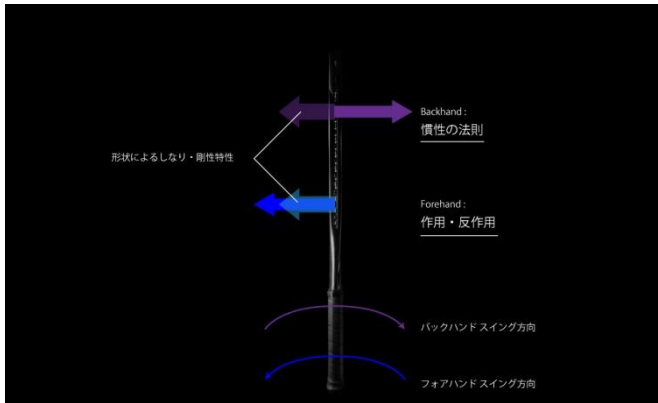 Backhand :
慣性の法則
形状によるしなり・剛性特性
Forehand :
作用・反作用
バックハンド スイング方向
フォアハンド スイング方向